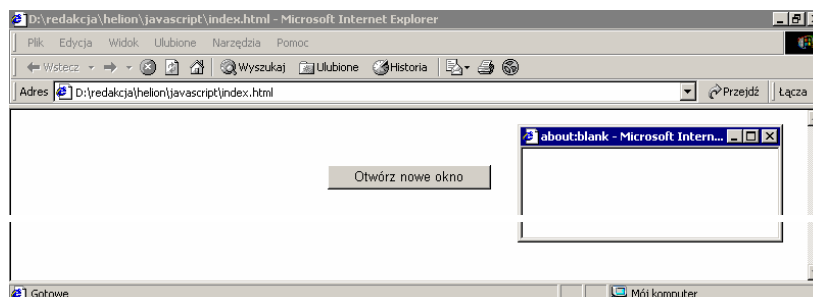 D:\redakcja\helion\javascript\index.html - Microsoft Internet Explorer
Plik Edycja Widok Ulubione Narzędzia Pomoc
Wstecz Wyszukaj Ulubione Historia
Adres D:\redakcja\helion\javascript\index.html Przejdź Łącza
about:blank - Microsoft Intern...
Otwórz nowe okno
Gotowe Mój komputer